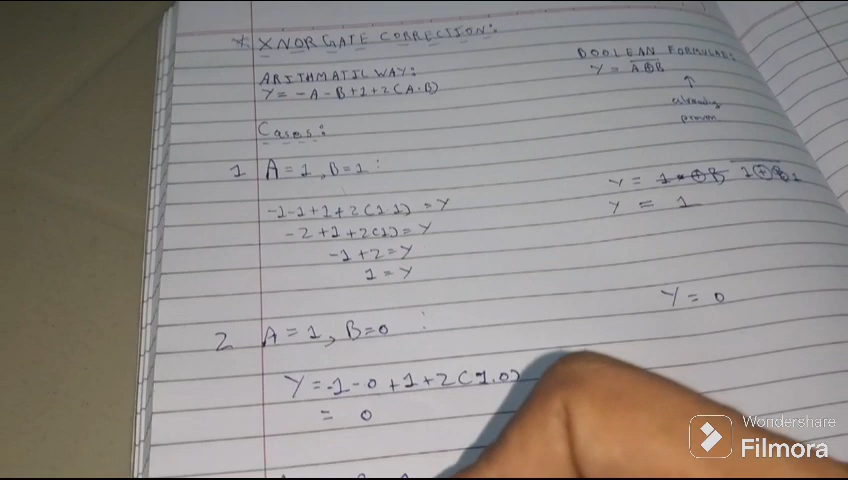 * XNOR GATE CORRECTION:
ARITHMATIC WAY:
Y = -A - B + 1 + 2 (A.B)
BOOLEAN FORMULAE:
Y = A⊕B
↑
already
proven
Cases:
1 A = 1, B = 1 :
-1-1+1+2(1.1) = Y
-2+1+2(1) = Y
-1+2 = Y
1 = Y
Y = 1
2 A = 1, B = 0 :
Y = 0
Y = -1 - 0 + 1 + 2 (1.0)
= 0
Wondershare
Filmora